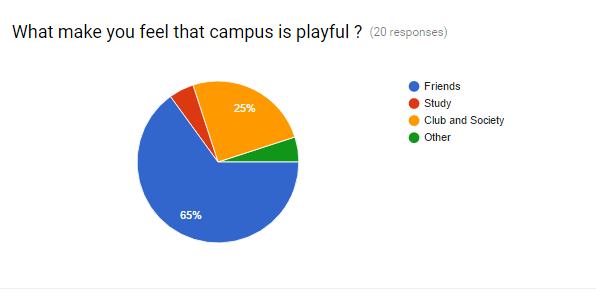 What make you feel that campus is playful ? (20 responses)
Friends
Study
Club and Society
Other
25%
65%